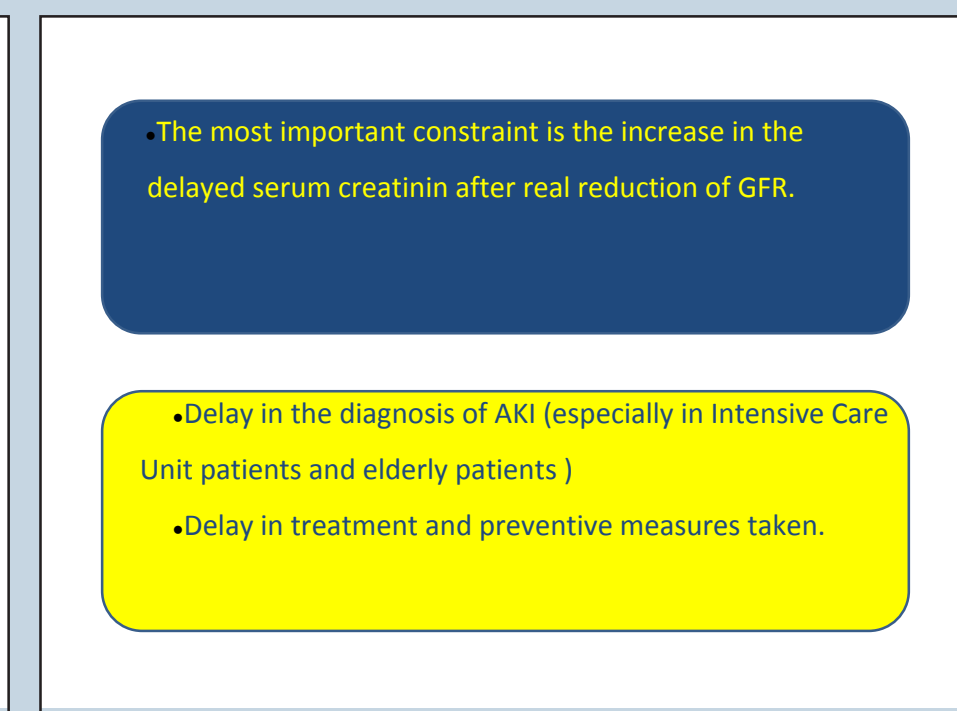 •The most important constraint is the increase in the
delayed serum creatinin after real reduction of GFR.
•Delay in the diagnosis of AKI (especially in Intensive Care
Unit patients and elderly patients )
•Delay in treatment and preventive measures taken.